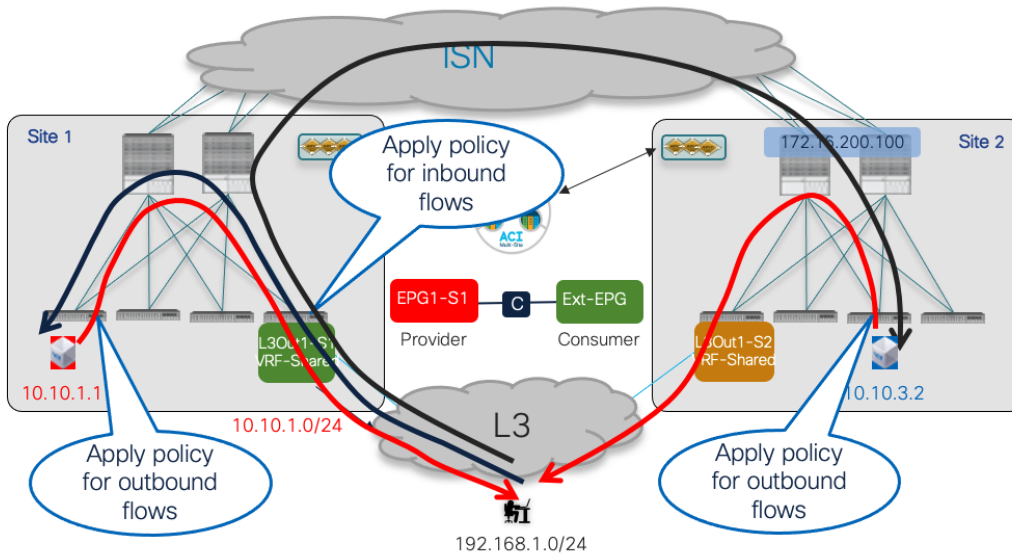 ISN
Site 1
Apply policy
for inbound
flows
172.16.200.100
Site 2
ACI
Multi-Site
EPG1-S1
C
Ext-EPG
Provider
Consumer
L3Out1-S1
VRF-Shared
L3Out1-S2
VRF-Shared
10.10.1.1
10.10.3.2
10.10.1.0/24
L3
Apply policy
for outbound
flows
Apply policy
for outbound
flows
192.168.1.0/24